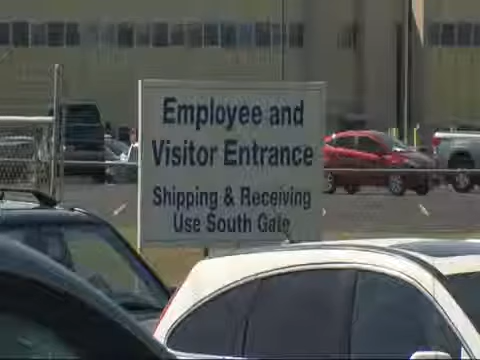 Employee and
Visitor Entrance
Shipping & Receiving
Use South Gate